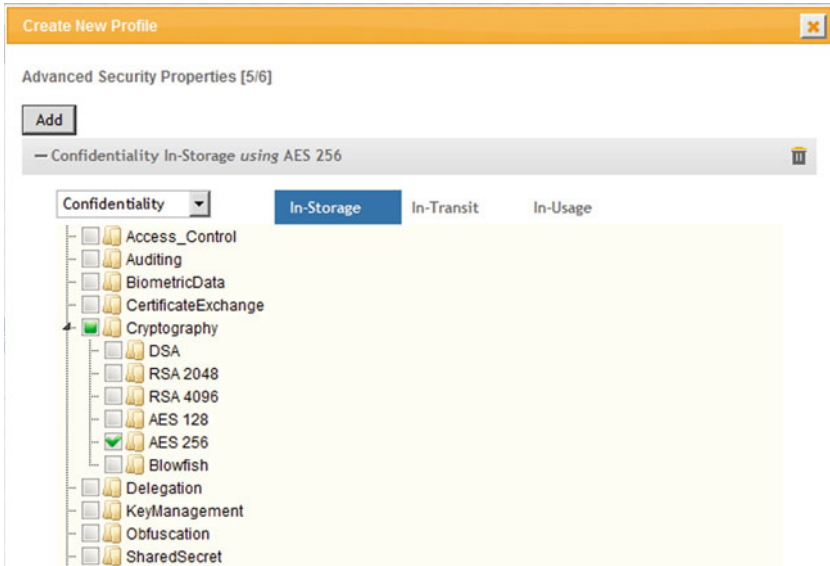 Create New Profile
Advanced Security Properties [5/6]
Add
Confidentiality In-Storage using AES 256
Confidentiality In-Storage In-Transit In-Usage
Access_Control
Auditing
BiometricData
CertificateExchange
Cryptography
DSA
RSA 2048
RSA 4096
AES 128
AES 256
Blowfish
Delegation
KeyManagement
Obfuscation
SharedSecret